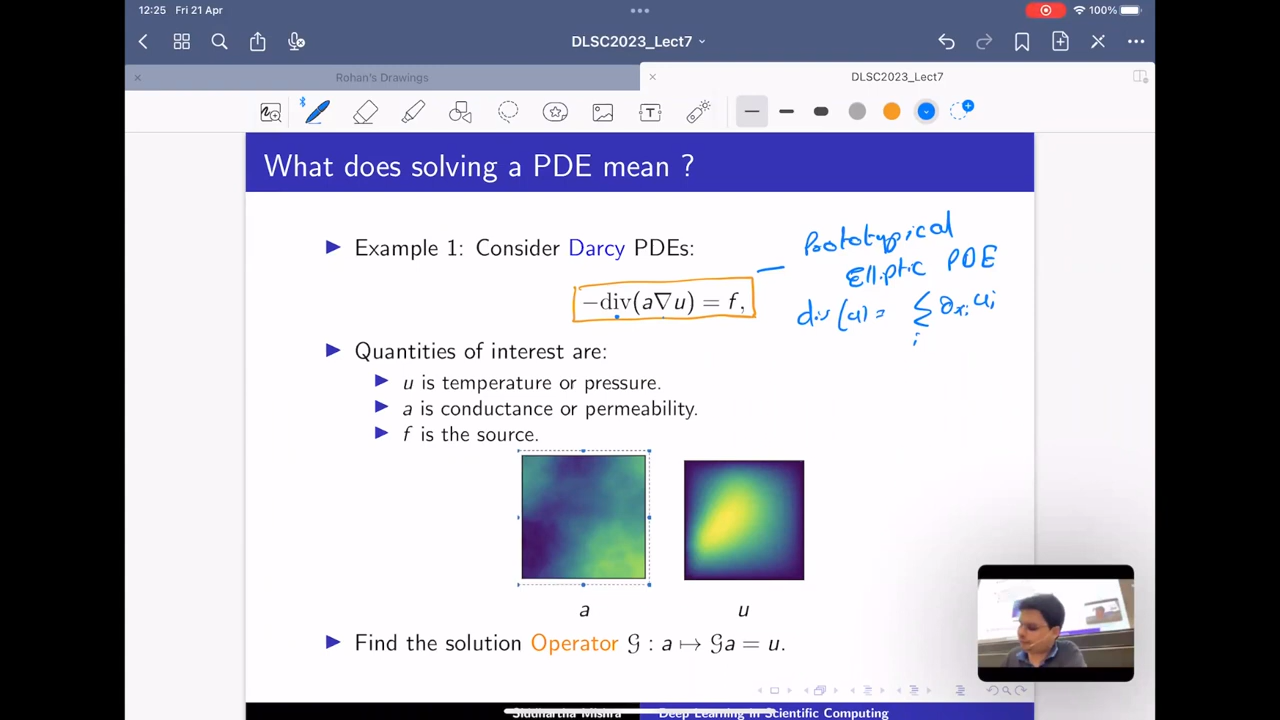 12:25 Fri 21 Apr
100%
DLSC2023_Lect7
Rohan's Drawings
DLSC2023_Lect7
What does solving a PDE mean ?
Example 1: Consider Darcy PDEs:
Prototypical
Elliptic PDE
−div(a∇u) = f,
div(u) = ∑ ∂xᵢ uᵢ
i
Quantities of interest are:
u is temperature or pressure.
a is conductance or permeability.
f is the source.
a
u
Find the solution Operator 𝒢 : a ↦ 𝒢a = u.
Siddhartha Mishra
Deep Learning in Scientific Computing